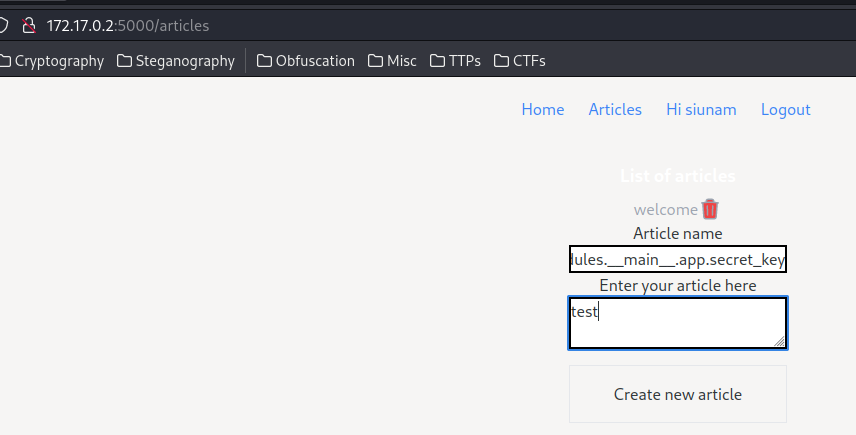 172.17.0.2:5000/articles
Cryptography Steganography Obfuscation Misc TTPs CTFs
Home Articles Hi siunam Logout
List of articles
welcome
Article name
dules.__main__.app.secret_key
Enter your article here
test
Create new article